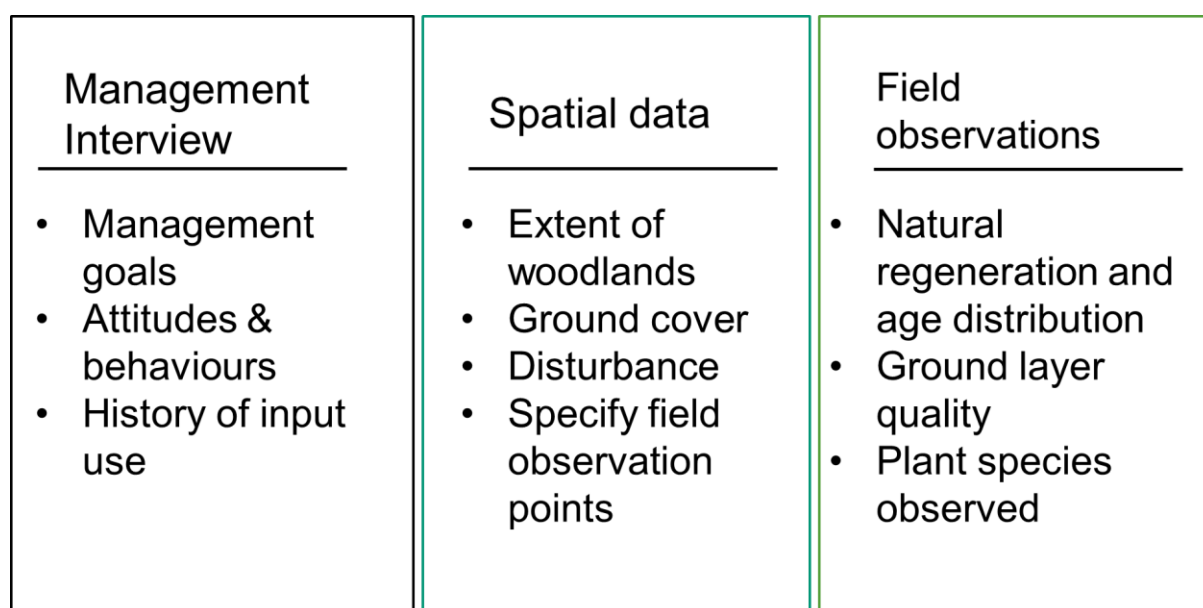 Management
Interview
• Management
goals
• Attitudes &
behaviours
• History of input
use
Spatial data
• Extent of
woodlands
• Ground cover
• Disturbance
• Specify field
observation
points
Field
observations
• Natural
regeneration and
age distribution
• Ground layer
quality
• Plant species
observed